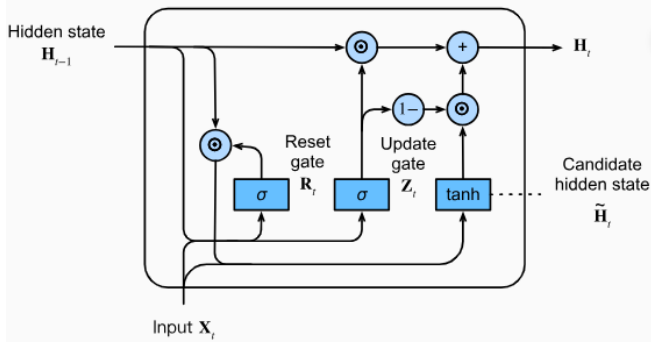 Hidden state
H_{t−1}
H_t
+
1−
Reset
gate
R_t
Update
gate
Z_t
σ
σ
tanh
Candidate
hidden state
H̃_t
Input X_t